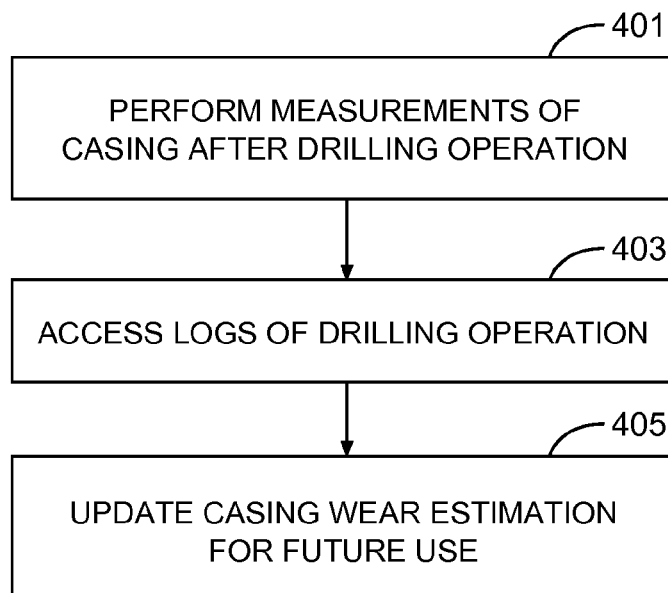 401
PERFORM MEASUREMENTS OF
CASING AFTER DRILLING OPERATION
403
ACCESS LOGS OF DRILLING OPERATION
405
UPDATE CASING WEAR ESTIMATION
FOR FUTURE USE